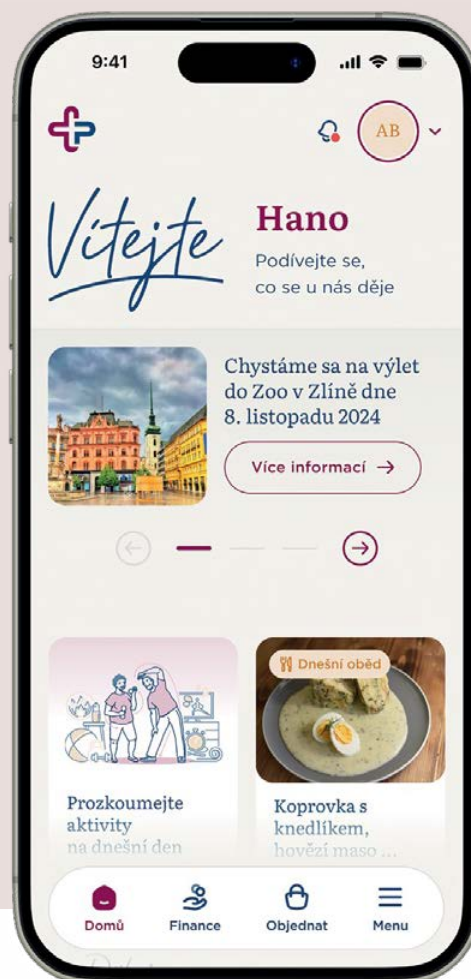 9:41
AB
Vítejte
Hano
Podívejte se,
co se u nás děje
Chystáme sa na výlet
do Zoo v Zlíně dne
8. listopadu 2024
Více informací →
Dnešní oběd
Prozkoumejte
aktivity
na dnešní den
Koprovka s
knedlíkem,
hovězí maso ...
Domů
Finance
Objednat
Menu